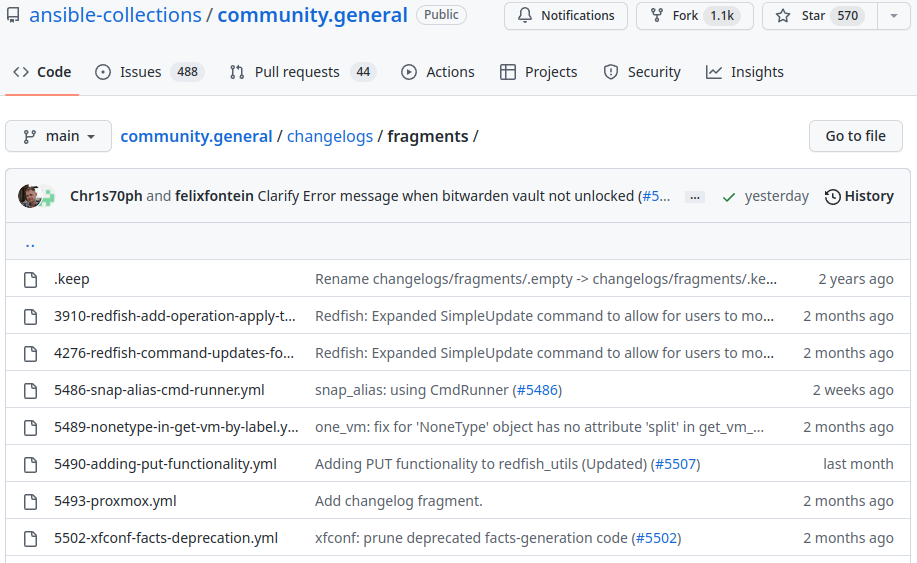 ansible-collections / community.general Public Notifications Fork 1.1k Star 570
Code Issues 488 Pull requests 44 Actions Projects Security Insights
main community.general / changelogs / fragments / Go to file
Chr1s70ph and felixfontein Clarify Error message when bitwarden vault not unlocked (#5... ... yesterday History
..
.keep Rename changelogs/fragments/.empty -> changelogs/fragments/.ke... 2 years ago
3910-redfish-add-operation-apply-t... Redfish: Expanded SimpleUpdate command to allow for users to mo... 2 months ago
4276-redfish-command-updates-fo... Redfish: Expanded SimpleUpdate command to allow for users to mo... 2 months ago
5486-snap-alias-cmd-runner.yml snap_alias: using CmdRunner (#5486) 2 weeks ago
5489-nonetype-in-get-vm-by-label.y... one_vm: fix for 'NoneType' object has no attribute 'split' in get_vm_... 2 months ago
5490-adding-put-functionality.yml Adding PUT functionality to redfish_utils (Updated) (#5507) last month
5493-proxmox.yml Add changelog fragment. 2 months ago
5502-xfconf-facts-deprecation.yml xfconf: prune deprecated facts-generation code (#5502) 2 months ago